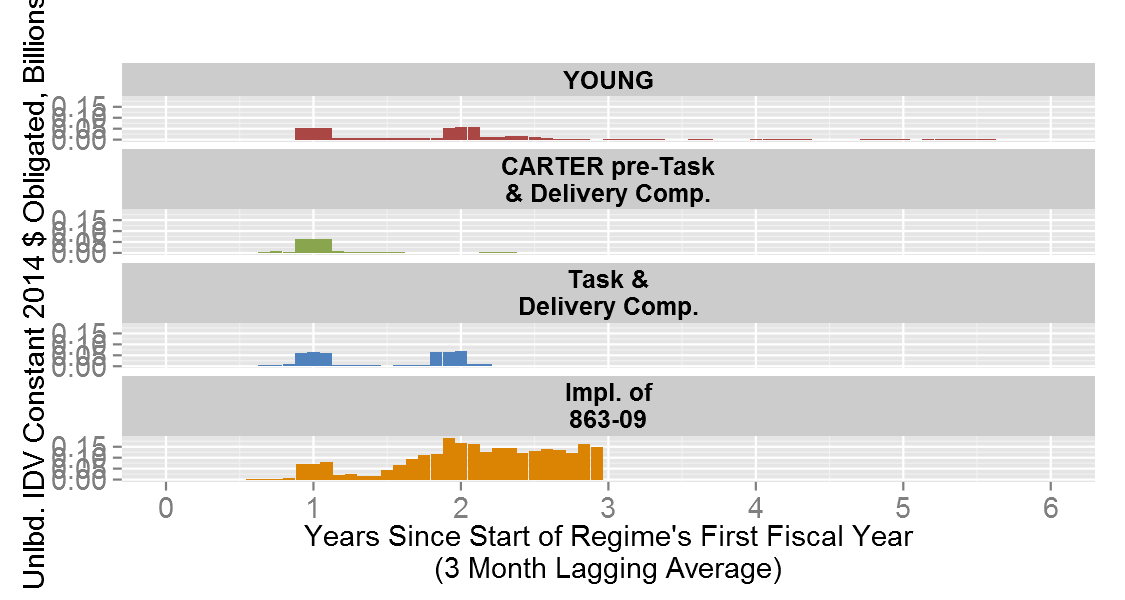 Unlbd. IDV Constant 2014 $ Obligated, Billions
YOUNG
0.15
0.00
CARTER pre-Task
& Delivery Comp.
0.15
0.00
Task &
Delivery Comp.
0.15
0.00
Impl. of
863-09
0.15
0.00
0 1 2 3 4 5 6
Years Since Start of Regime's First Fiscal Year
(3 Month Lagging Average)